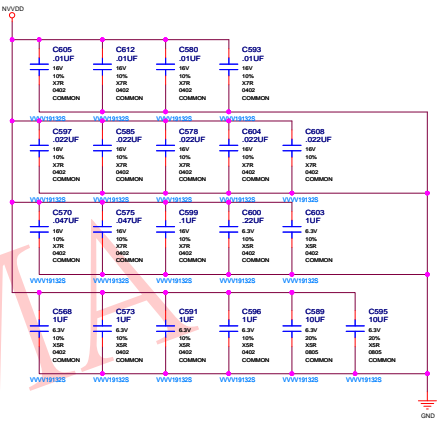 NVVDD
C605
.01UF
16V
10%
X7R
0402
COMMON
C612
.01UF
16V
10%
X7R
0402
COMMON
C580
.01UF
16V
10%
X7R
0402
COMMON
C593
.01UF
16V
10%
X7R
0402
COMMON
VVVV19132S VVVV19132S VVVV19132S VVVV19132S
C597
.022UF
16V
10%
X7R
0402
COMMON
C585
.022UF
16V
10%
X7R
0402
COMMON
C578
.022UF
16V
10%
X7R
0402
COMMON
C604
.022UF
16V
10%
X7R
0402
COMMON
C608
.022UF
16V
10%
X7R
0402
COMMON
VVVV19132S VVVV19132S VVVV19132S VVVV19132S VVVV19132S
C570
.047UF
16V
10%
X7R
0402
COMMON
C575
.047UF
16V
10%
X7R
0402
COMMON
C599
.1UF
16V
10%
X7R
0402
COMMON
C600
.22UF
6.3V
10%
X5R
0402
COMMON
C603
1UF
6.3V
10%
X5R
0402
COMMON
VVVV19132S VVVV19132S VVVV19132S VVVV19132S VVVV19132S
C568
1UF
6.3V
10%
X5R
0402
COMMON
C573
1UF
6.3V
10%
X5R
0402
COMMON
C591
1UF
6.3V
10%
X5R
0402
COMMON
C596
1UF
6.3V
10%
X5R
0402
COMMON
C589
10UF
6.3V
20%
X5R
0805
COMMON
C595
10UF
6.3V
20%
X5R
0805
COMMON
VVVV19132S VVVV19132S VVVV19132S VVVV19132S VVVV19132S VVVV19132S
GND